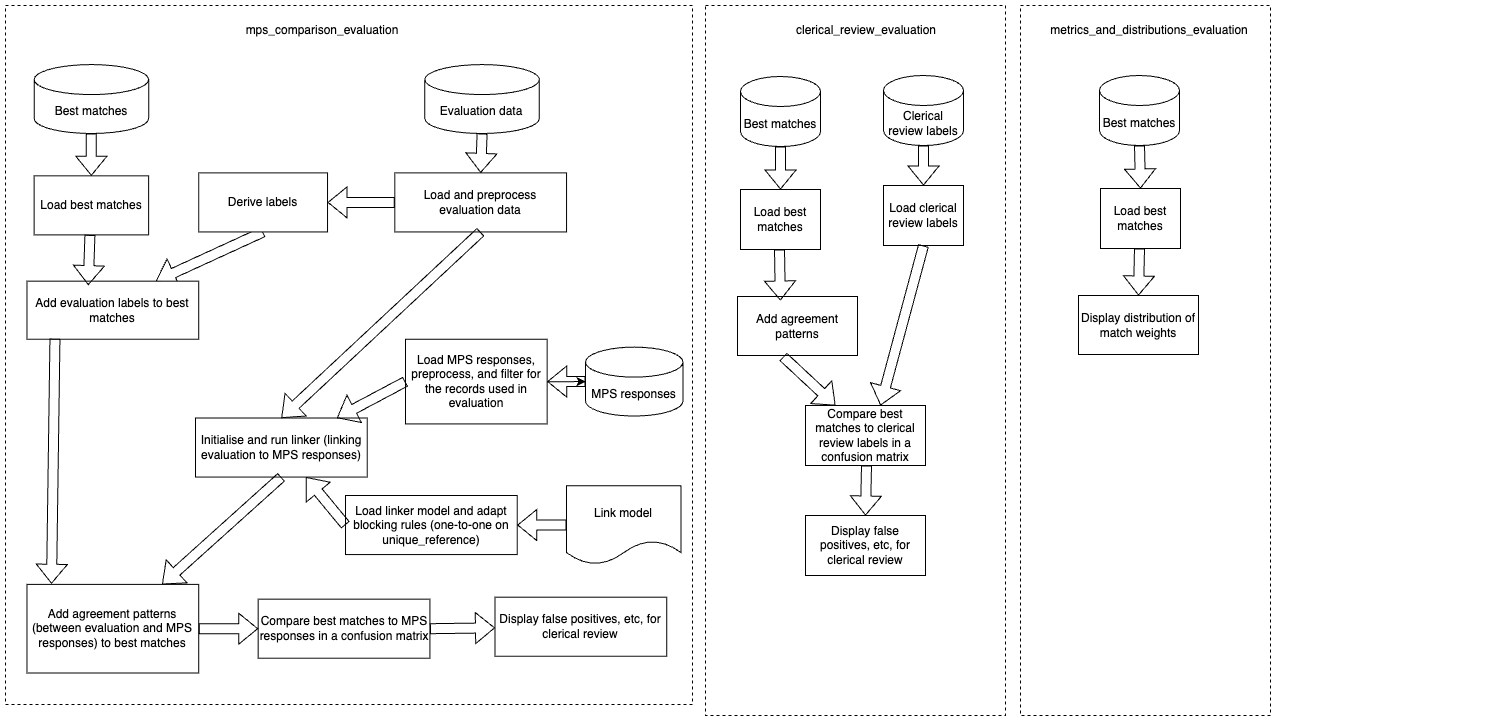 mps_comparison_evaluation
Best matches
Evaluation data
Load best matches
Derive labels
Load and preprocess
evaluation data
Add evaluation labels to best
matches
Load MPS responses,
preprocess, and filter for
the records used in
evaluation
MPS responses
Initialise and run linker (linking
evaluation to MPS responses)
Load linker model and adapt
blocking rules (one-to-one on
unique_reference)
Link model
Add agreement patterns
(between evaluation and MPS
responses) to best matches
Compare best matches to MPS
responses in a confusion matrix
Display false positives, etc, for
clerical review
clerical_review_evaluation
Best matches
Clerical
review labels
Load best
matches
Load clerical
review labels
Add agreement
patterns
Compare best
matches to clerical
review labels in a
confusion matrix
Display false
positives, etc, for
clerical review
metrics_and_distributions_evaluation
Best matches
Load best
matches
Display distribution of
match weights